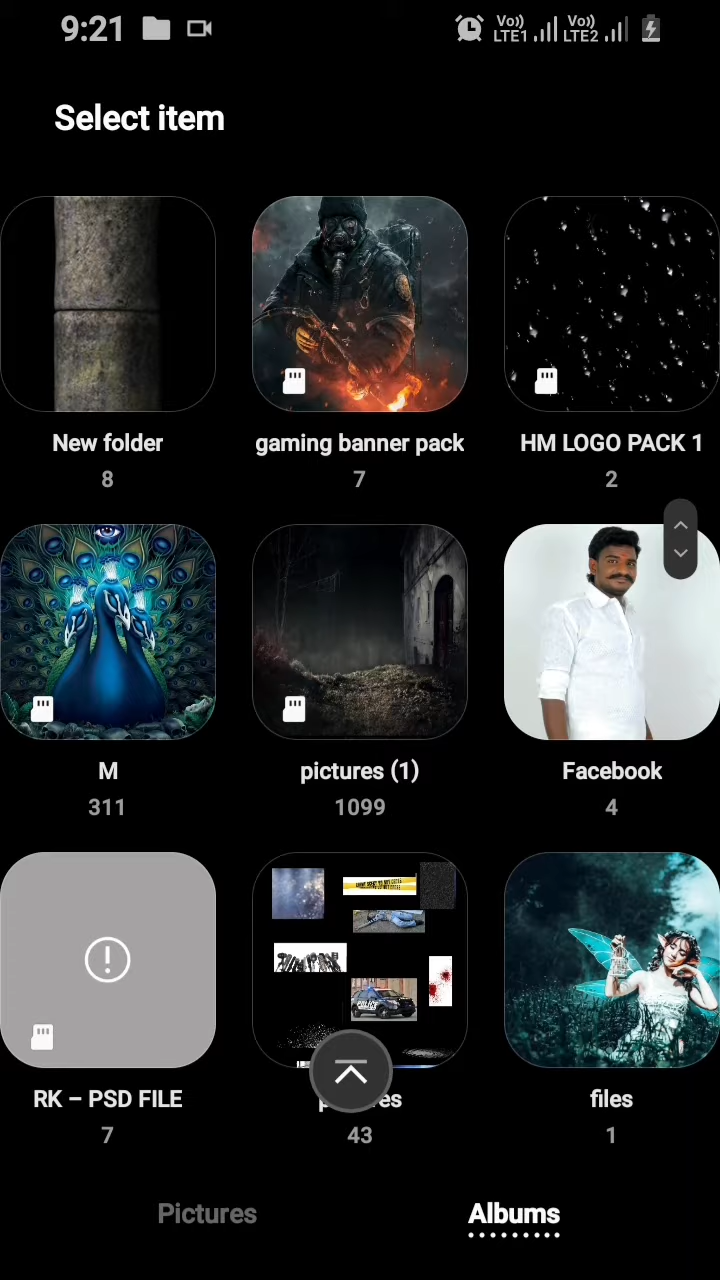 9:21
Vo)) LTE1 Vo)) LTE2
Select item
New folder
gaming banner pack
HM LOGO PACK 1
8
7
2
M
pictures (1)
Facebook
311
1099
4
POLICE
RK – PSD FILE
files
7
43
1
Pictures
Albums